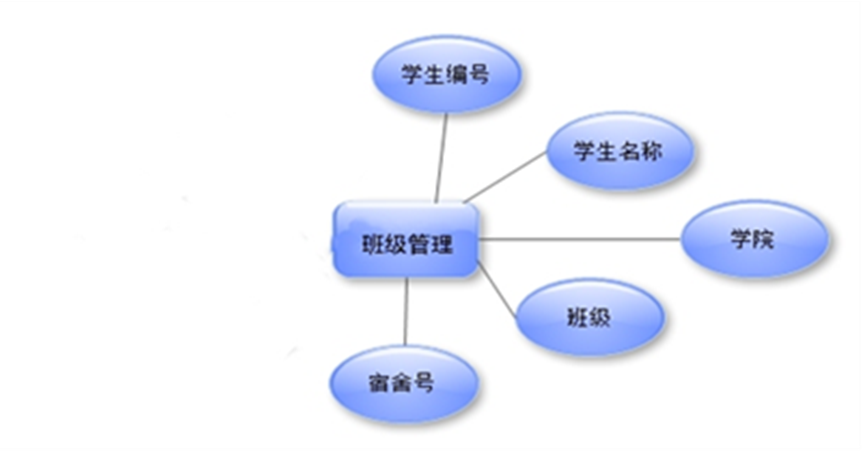 学生编号
学生名称
学院
班级管理
班级
宿舍号